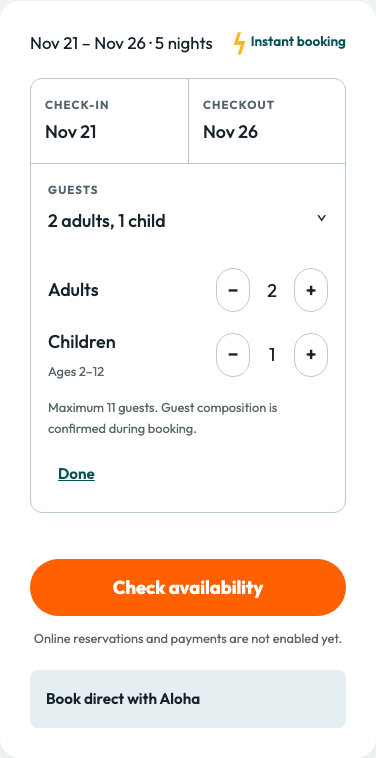 Nov 21 – Nov 26 · 5 nights
Instant booking
CHECK-IN
Nov 21
CHECKOUT
Nov 26
GUESTS
2 adults, 1 child
Adults
− 2 +
Children
Ages 2–12
− 1 +
Maximum 11 guests. Guest composition is
confirmed during booking.
Done
Check availability
Online reservations and payments are not enabled yet.
Book direct with Aloha